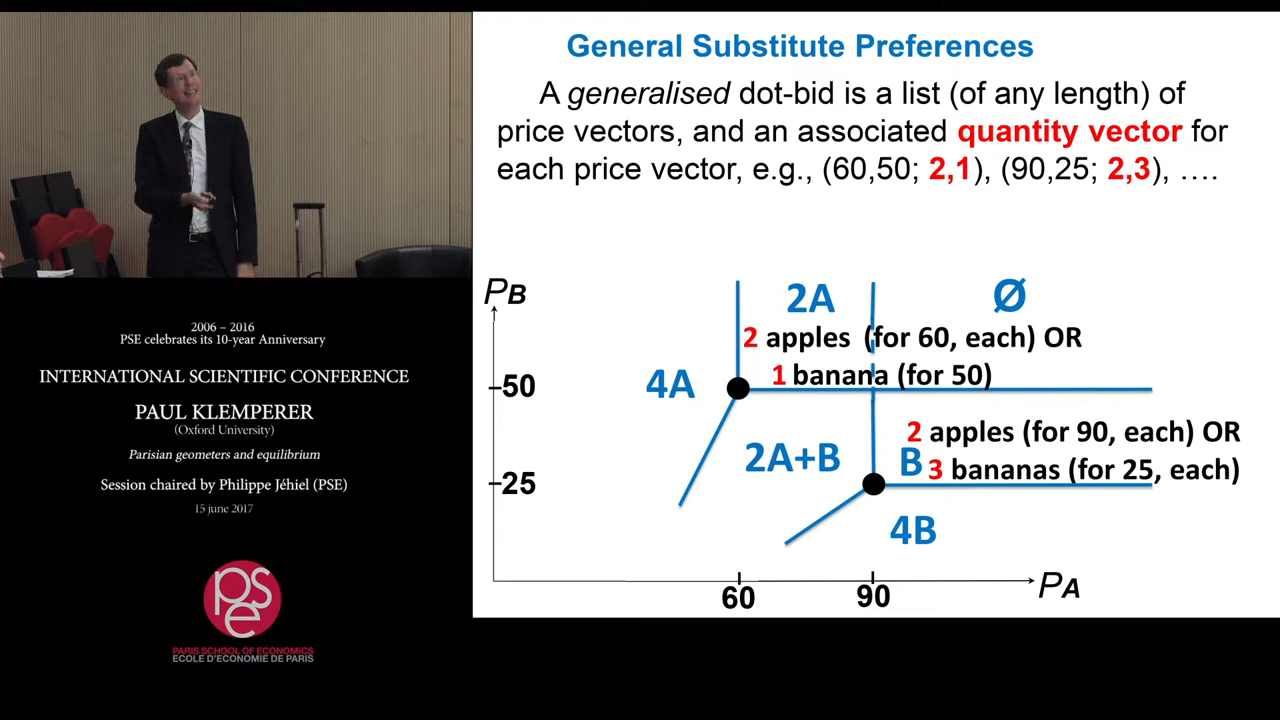 General Substitute Preferences
A generalised dot-bid is a list (of any length) of
price vectors, and an associated quantity vector for
each price vector, e.g., (60,50; 2,1), (90,25; 2,3), ….
PB
2A
Ø
2 apples (for 60, each) OR
4A
50
1 banana (for 50)
2 apples (for 90, each) OR
2A+B
B
3 bananas (for 25, each)
25
4B
60
90
PA
2006 – 2016
PSE celebrates its 10-year Anniversary
INTERNATIONAL SCIENTIFIC CONFERENCE
PAUL KLEMPERER
(Oxford University)
Parisian geometers and equilibrium
Session chaired by Philippe Jéhiel (PSE)
15 june 2017
pse
PARIS SCHOOL OF ECONOMICS
ECOLE D'ECONOMIE DE PARIS